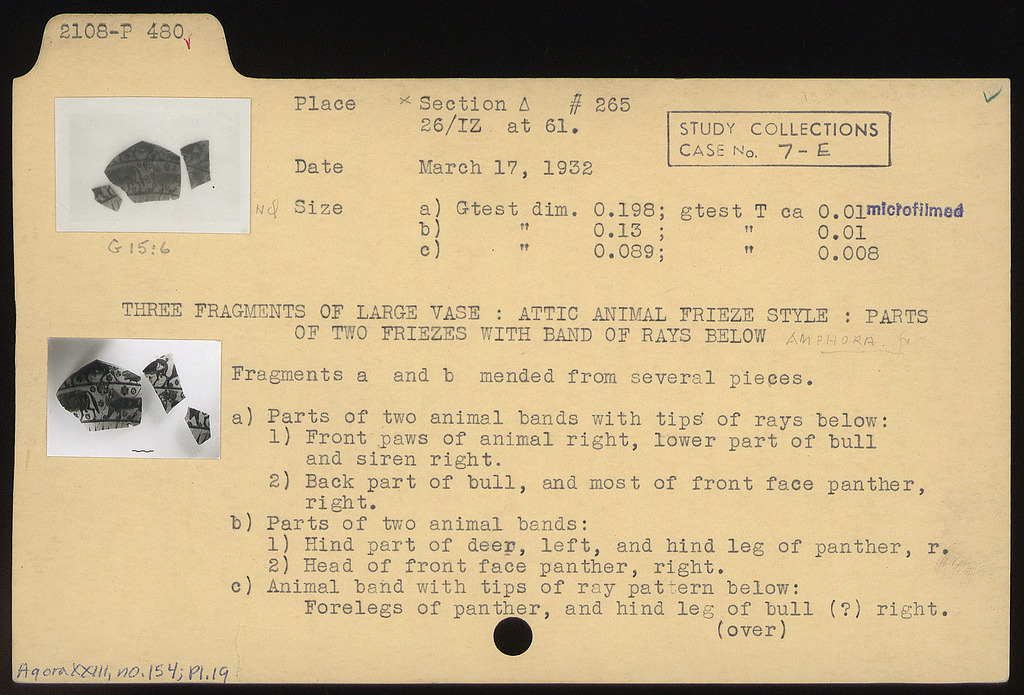 2108-P 480
Place × Section Δ # 265
26/IZ at 61.
STUDY COLLECTIONS
CASE No. 7-E
Date March 17, 1932
Size a) Gtest dim. 0.198; gtest T ca 0.01 microfilmed
b) " 0.13 ; " 0.01
c) " 0.089; " 0.008
G 15:6
THREE FRAGMENTS OF LARGE VASE : ATTIC ANIMAL FRIEZE STYLE : PARTS
OF TWO FRIEZES WITH BAND OF RAYS BELOW AMPHORA.
Fragments a and b mended from several pieces.
a) Parts of two animal bands with tips of rays below:
1) Front paws of animal right, lower part of bull
and siren right.
2) Back part of bull, and most of front face panther,
right.
b) Parts of two animal bands:
1) Hind part of deer, left, and hind leg of panther, r.
2) Head of front face panther, right.
c) Animal band with tips of ray pattern below:
Forelegs of panther, and hind leg of bull (?) right.
(over)
Agora XXIII, no. 154; Pl. 19